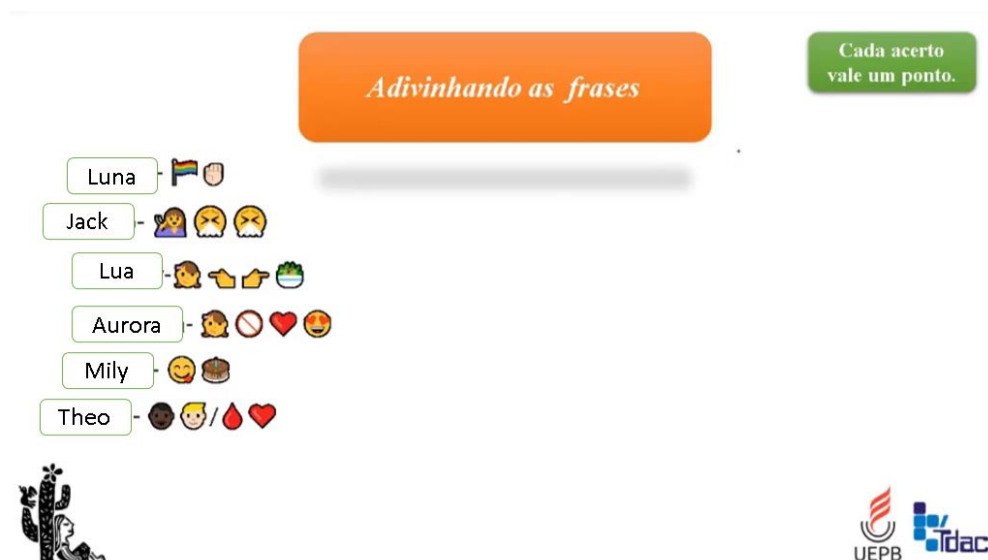 Adivinhando as frases
Cada acerto
vale um ponto.
Luna -
Jack -
Lua -
Aurora -
Mily -
Theo - /
UEPB
Tdac